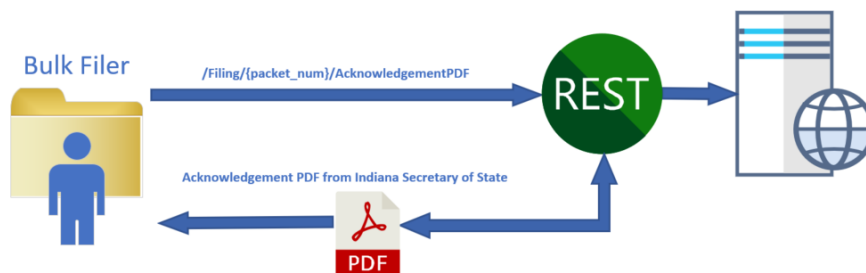 Bulk Filer
/Filing/{packet_num}/AcknowledgementPDF
REST
Acknowledgement PDF from Indiana Secretary of State
PDF